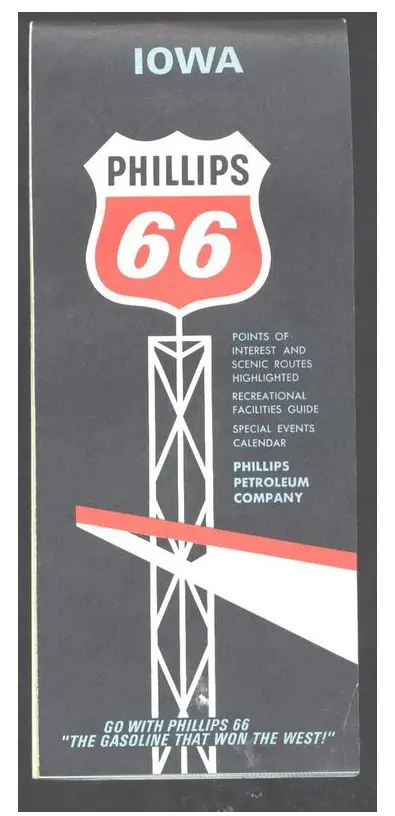 IOWA
PHILLIPS
66
POINTS OF
INTEREST AND
SCENIC ROUTES
HIGHLIGHTED
RECREATIONAL
FACILITIES GUIDE
SPECIAL EVENTS
CALENDAR
PHILLIPS
PETROLEUM
COMPANY
GO WITH PHILLIPS 66
"THE GASOLINE THAT WON THE WEST!"